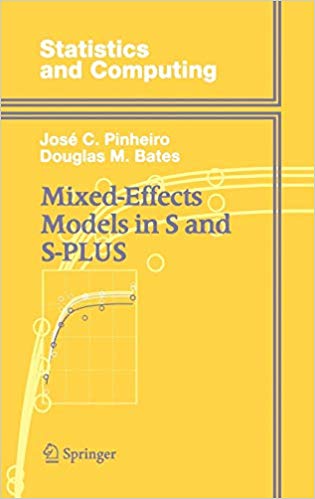 Statistics
and Computing
José C. Pinheiro
Douglas M. Bates
Mixed-Effects
Models in S and
S-PLUS
Springer